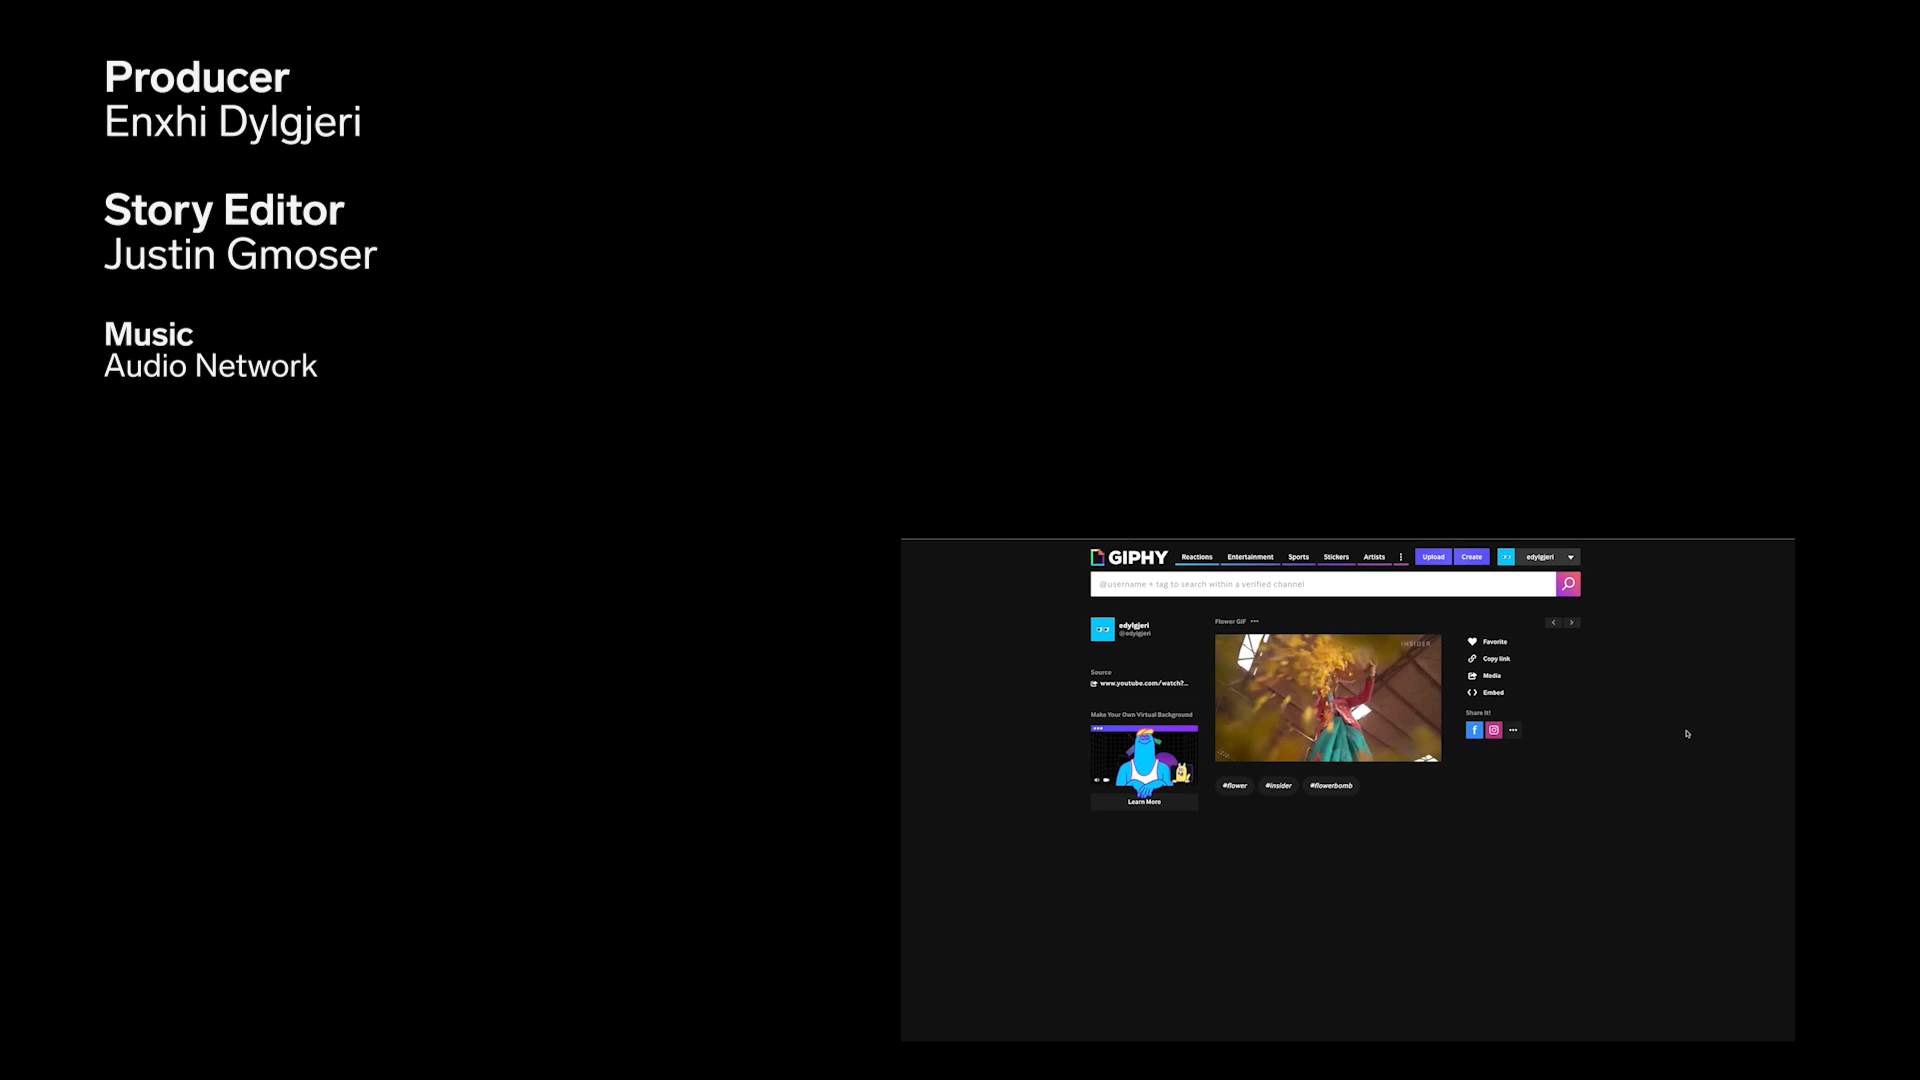 Producer
Enxhi Dylgjeri
Story Editor
Justin Gmoser
Music
Audio Network
GIPHY
Reactions
Entertainment
Sports
Stickers
Artists
Upload
Create
edylgjeri
@username + tag to search within a verified channel
edylgjeri
@edylgjeri
Source
www.youtube.com/watch?...
Make Your Own Virtual Background
Learn More
Flower GIF
INSIDER
#flower
#insider
#flowerbomb
Favorite
Copy link
Media
Embed
Share It!